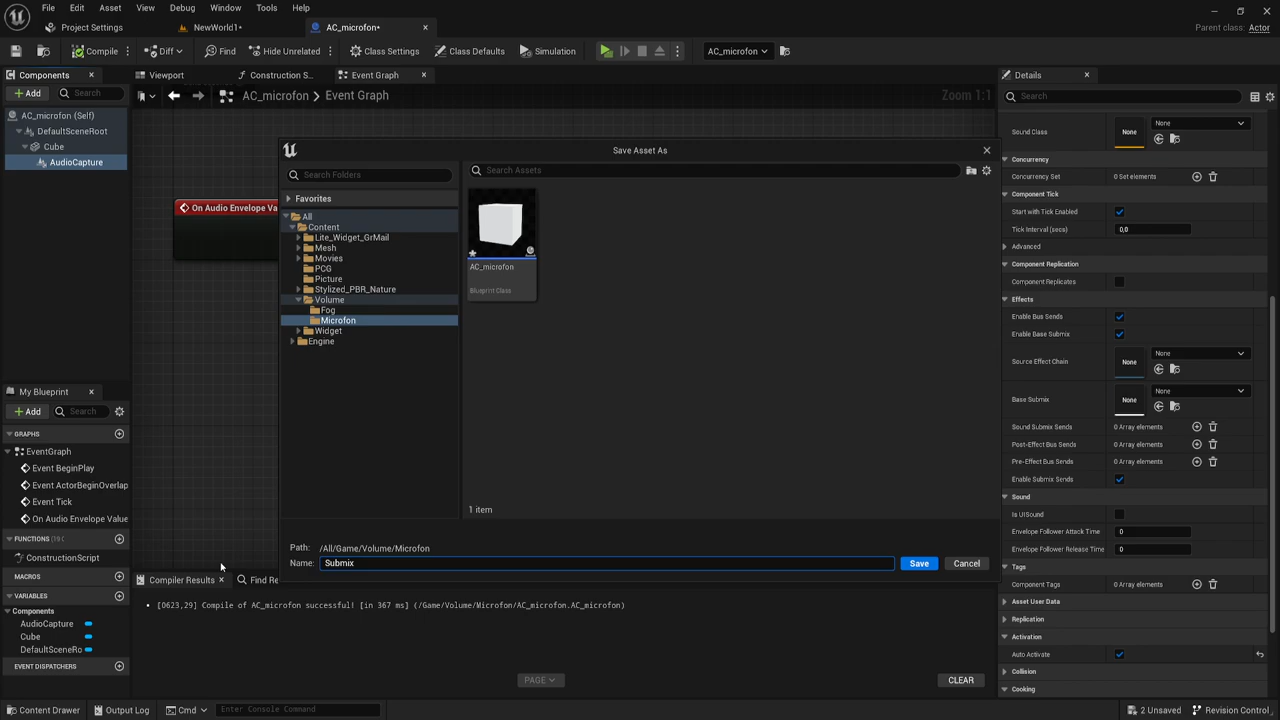 File Edit Asset View Debug Window Tools Help
Project Settings NewWorld1* AC_microfon* Parent class: Actor
Compile Diff Find Hide Unrelated Class Settings Class Defaults Simulation AC_microfon
Components
Add Search
AC_microfon (Self)
DefaultSceneRoot
Cube
AudioCapture
Viewport Construction S... Event Graph
AC_microfon > Event Graph Zoom 1:1
On Audio Envelope Va
Save Asset As
Search Folders
Favorites
All
Content
Lite_Widget_GrMail
Mesh
Movies
PCG
Picture
Stylized_PBR_Nature
Volume
Fog
Microfon
Widget
Engine
Search Assets
AC_microfon
Blueprint Class
1 item
Path: /All/Game/Volume/Microfon
Name: Submix
Save Cancel
My Blueprint
Add Search
GRAPHS
EventGraph
Event BeginPlay
Event ActorBeginOverlap
Event Tick
On Audio Envelope Value
FUNCTIONS (19
ConstructionScript
MACROS
VARIABLES
Components
AudioCapture
Cube
DefaultSceneRo
EVENT DISPATCHERS
Compiler Results Find Re
[0623,29] Compile of AC_microfon successful! [in 367 ms] (/Game/Volume/Microfon/AC_microfon.AC_microfon)
PAGE CLEAR
Details
Search
Sound Class None None
Concurrency
Concurrency Set 0 Set elements
Component Tick
Start with Tick Enabled
Tick Interval (secs) 0,0
Advanced
Component Replication
Component Replicates
Effects
Enable Bus Sends
Enable Base Submix
Source Effect Chain None None
Base Submix None None
Sound Submix Sends 0 Array elements
Post-Effect Bus Sends 0 Array elements
Pre-Effect Bus Sends 0 Array elements
Enable Submix Sends
Sound
Is UISound
Envelope Follower Attack Time 0
Envelope Follower Release Time 0
Tags
Component Tags 0 Array elements
Asset User Data
Replication
Activation
Auto Activate
Collision
Cooking
Content Drawer Output Log Cmd Enter Console Command 2 Unsaved Revision Control